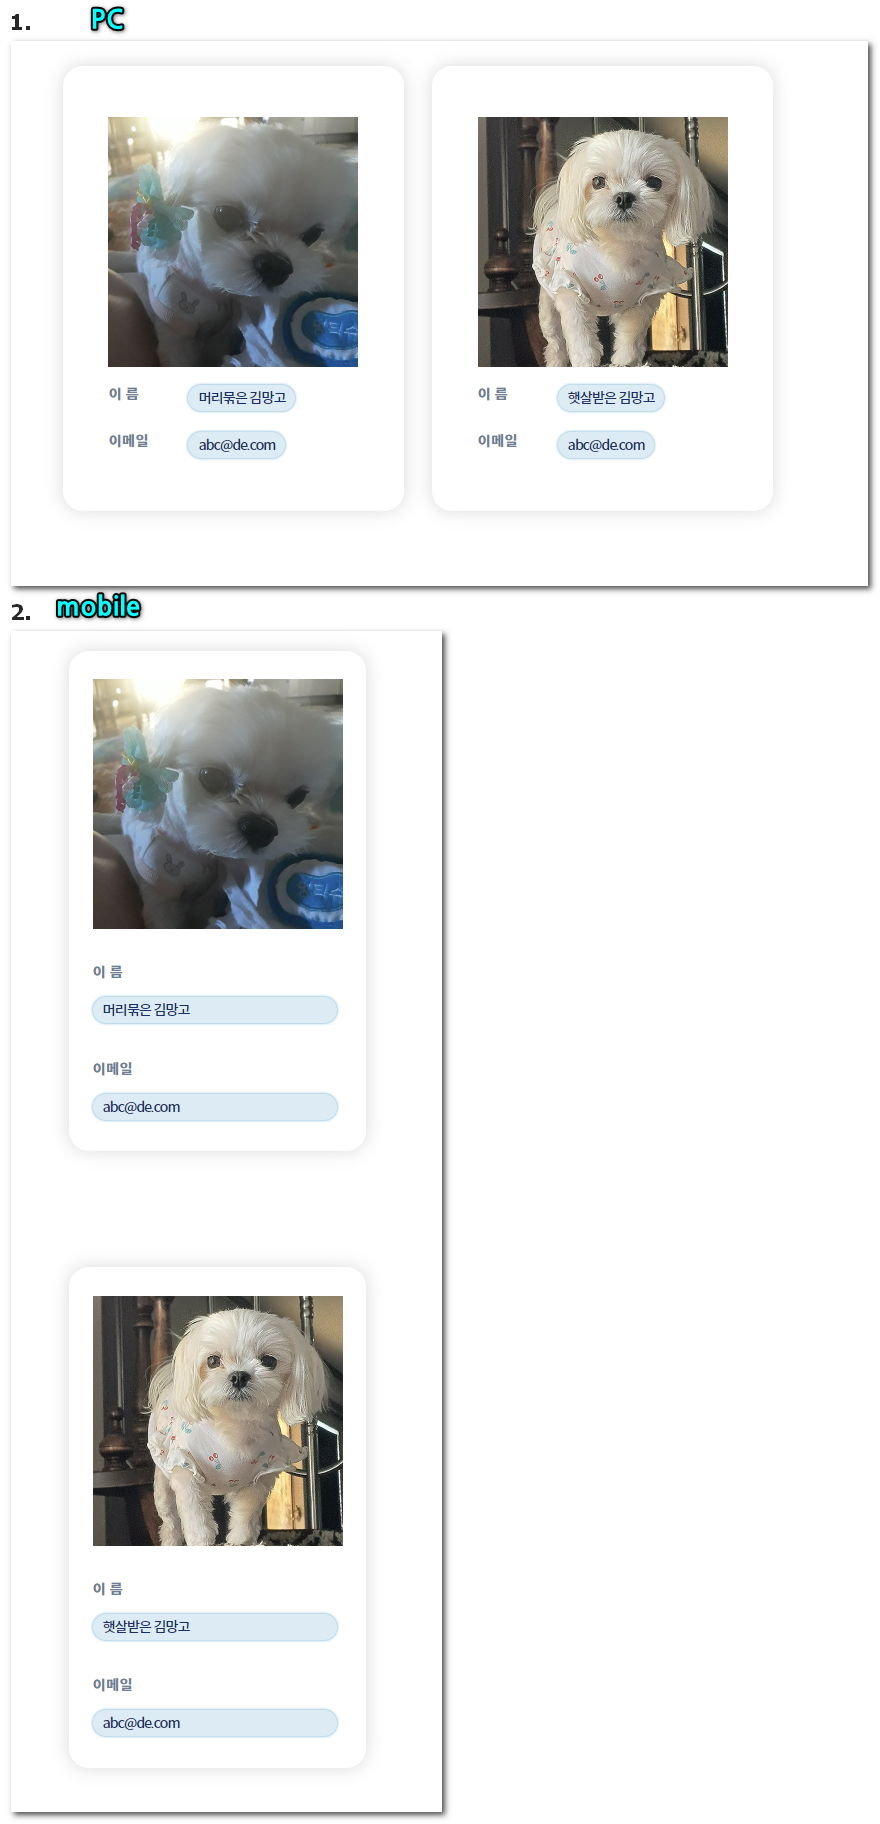 1. PC
이 름 머리묶은 김망고
이메일 abc@de.com
이 름 햇살받은 김망고
이메일 abc@de.com
2. mobile
이 름
머리묶은 김망고
이메일
abc@de.com
이 름
햇살받은 김망고
이메일
abc@de.com